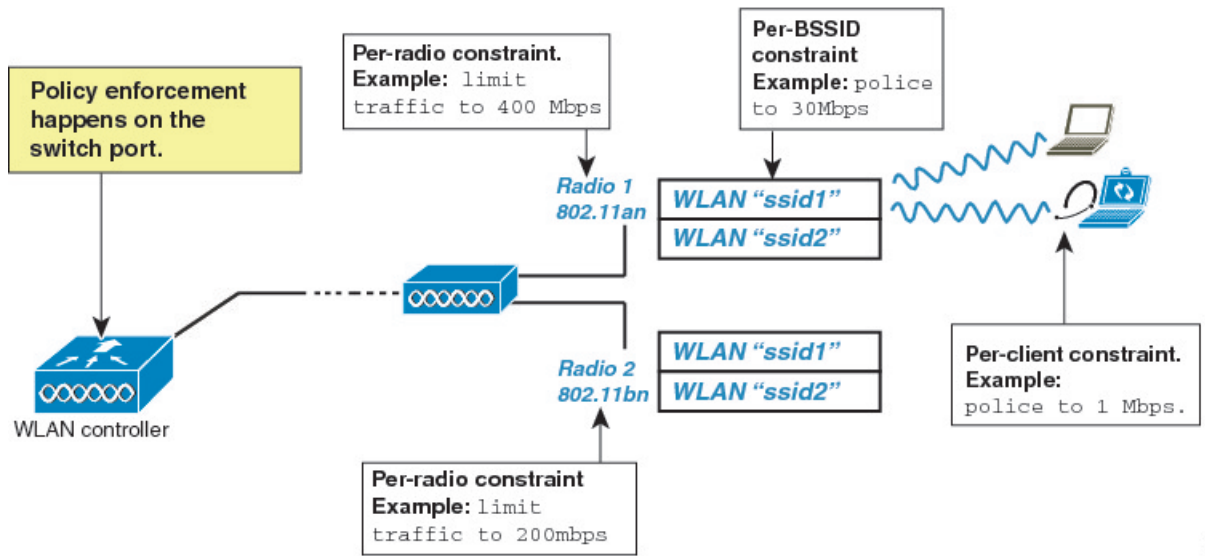 Per-radio constraint.
Example: limit
traffic to 400 Mbps
Per-BSSID
constraint
Example: police
to 30Mbps
Policy enforcement
happens on the
switch port.
Radio 1
802.11an
WLAN “ssid1”
WLAN “ssid2”
Radio 2
802.11bn
WLAN “ssid1”
WLAN “ssid2”
Per-client constraint.
Example:
police to 1 Mbps.
WLAN controller
Per-radio constraint
Example: limit
traffic to 200mbps